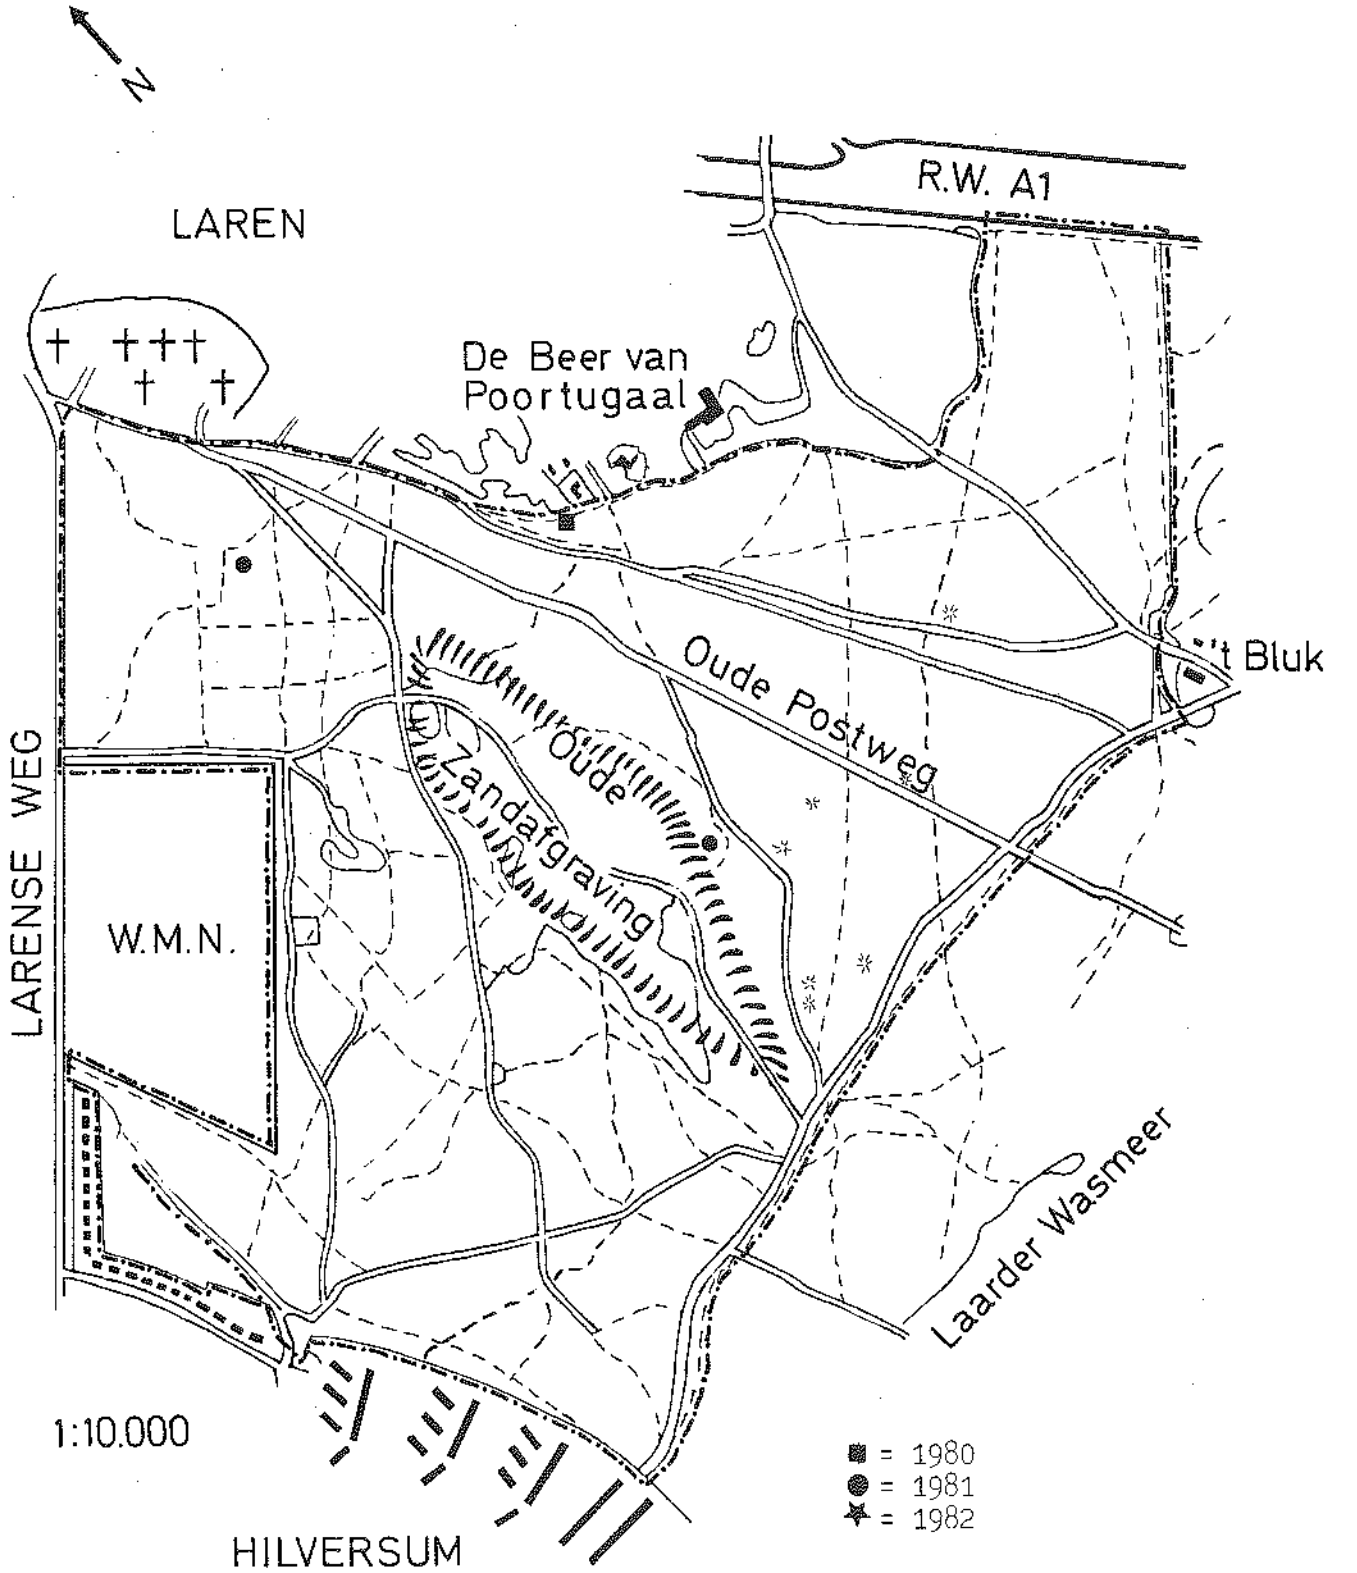 N
R.W. A1
LAREN
De Beer van
Poortugaal
't Bluk
Oude Postweg
Oude
Zandafgraving
LARENSE WEG
W.M.N.
Laarder Wasmeer
1:10.000
= 1980
= 1981
= 1982
HILVERSUM